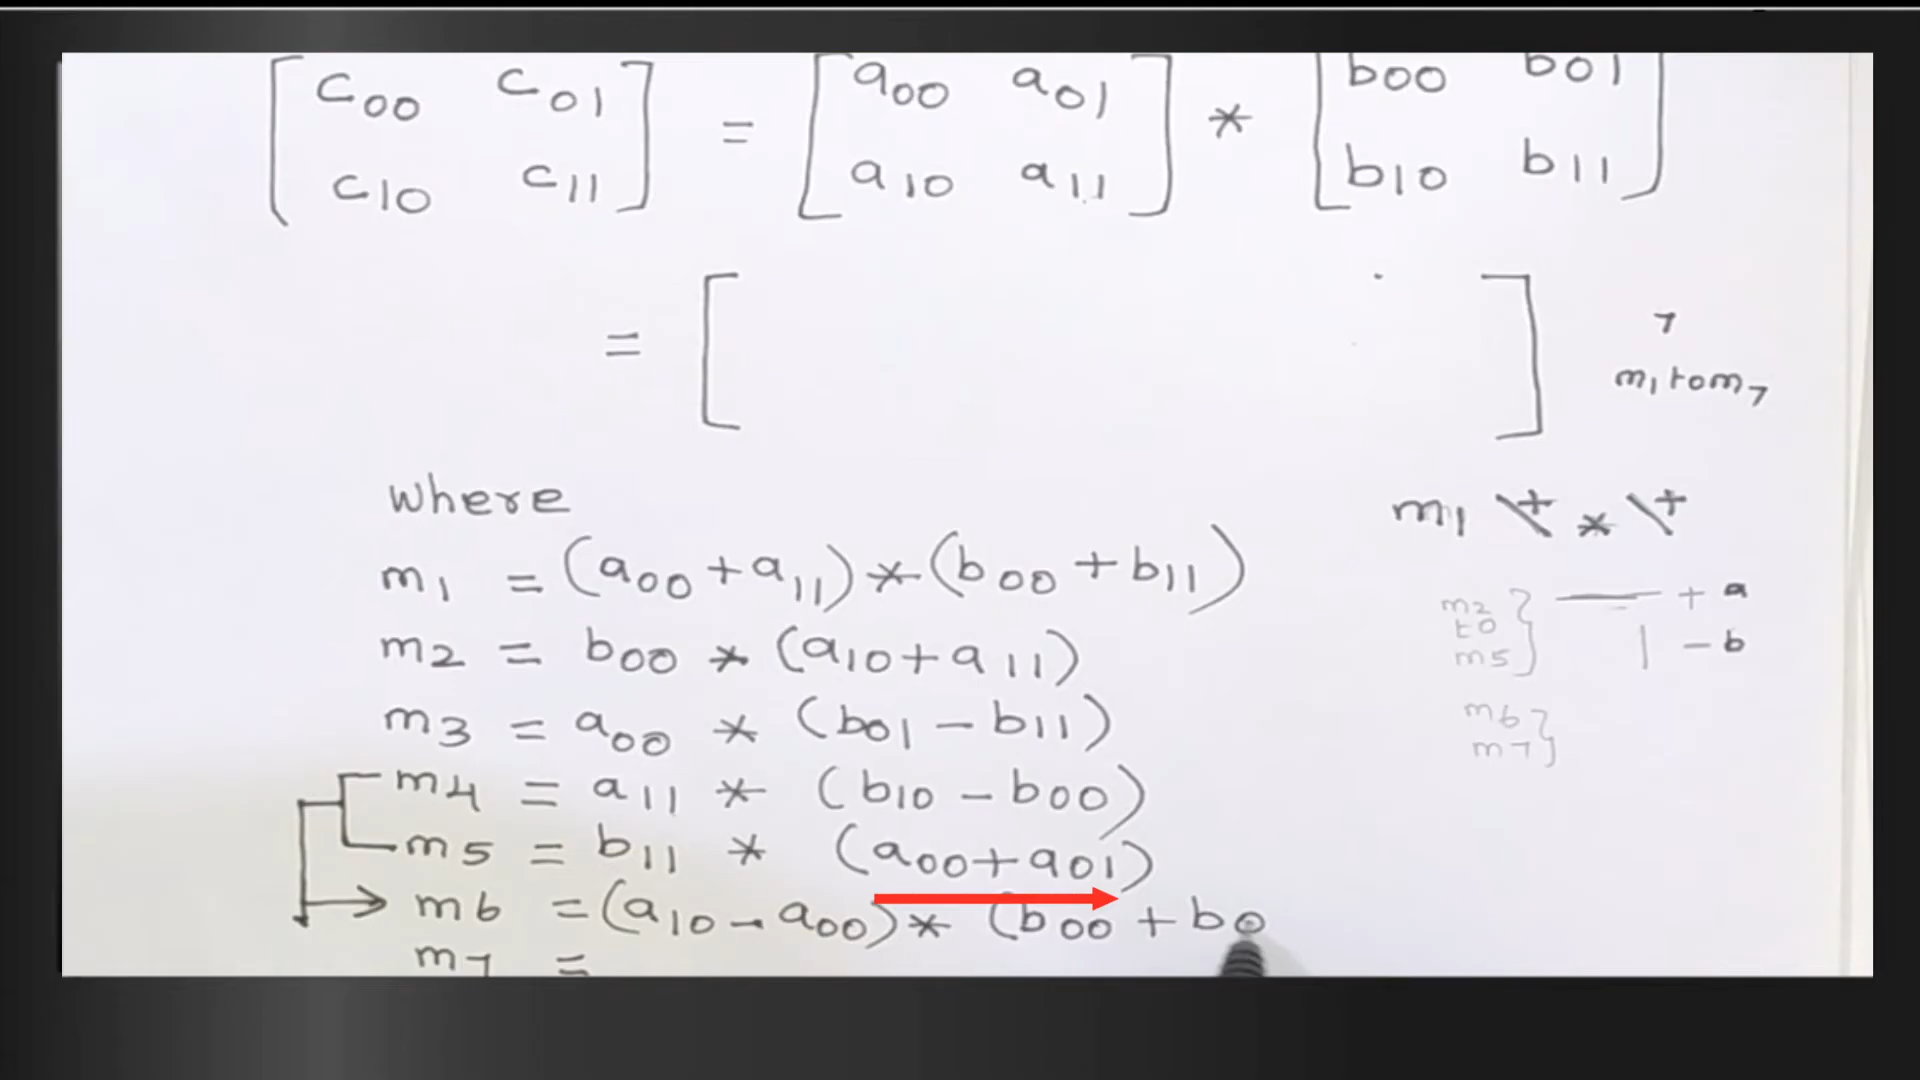 c00 c01 = a00 a01 * b00 b01
c10 c11 a10 a11 b10 b11
= 7
m1 to m7
where
m1 = (a00 + a11) * (b00 + b11)
m2 = b00 * (a10 + a11)
m3 = a00 * (b01 - b11)
m4 = a11 * (b10 - b00)
m5 = b11 * (a00 + a01)
m6 = (a10 - a00) * (b00 + b0
m7 =
m1 \+ * \+
m2 to m5 } — + a
| - b
m6 m7 }